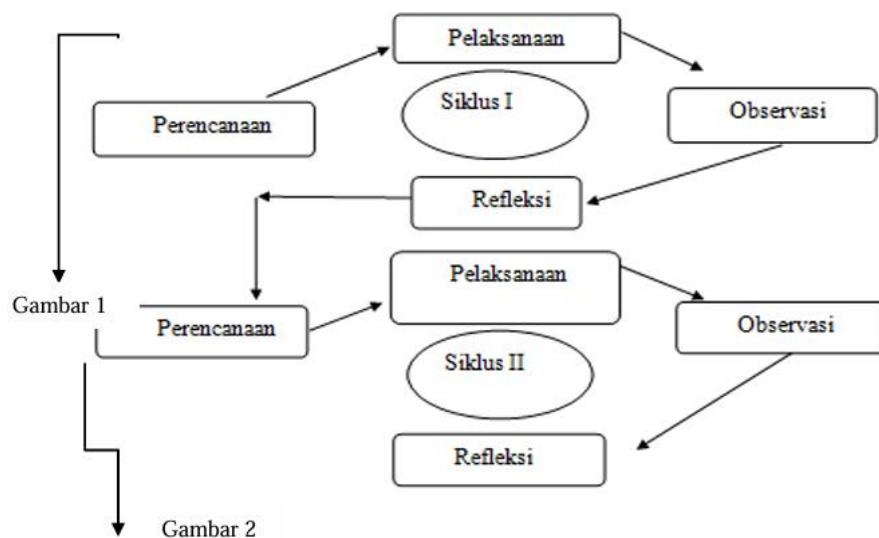 Pelaksanaan
Siklus I
Perencanaan
Observasi
Refleksi
Pelaksanaan
Gambar 1
Perencanaan
Observasi
Siklus II
Refleksi
Gambar 2